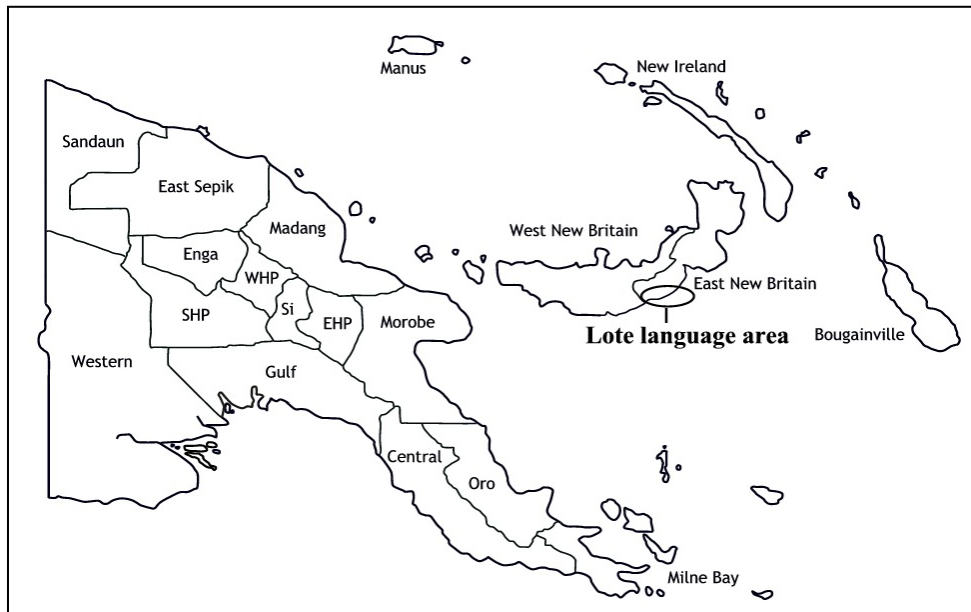 Manus
New Ireland
Sandaun
East Sepik
Madang
West New Britain
Enga
WHP
East New Britain
SHP
Si
EHP
Morobe
Lote language area
Bougainville
Western
Gulf
Central
Oro
Milne Bay